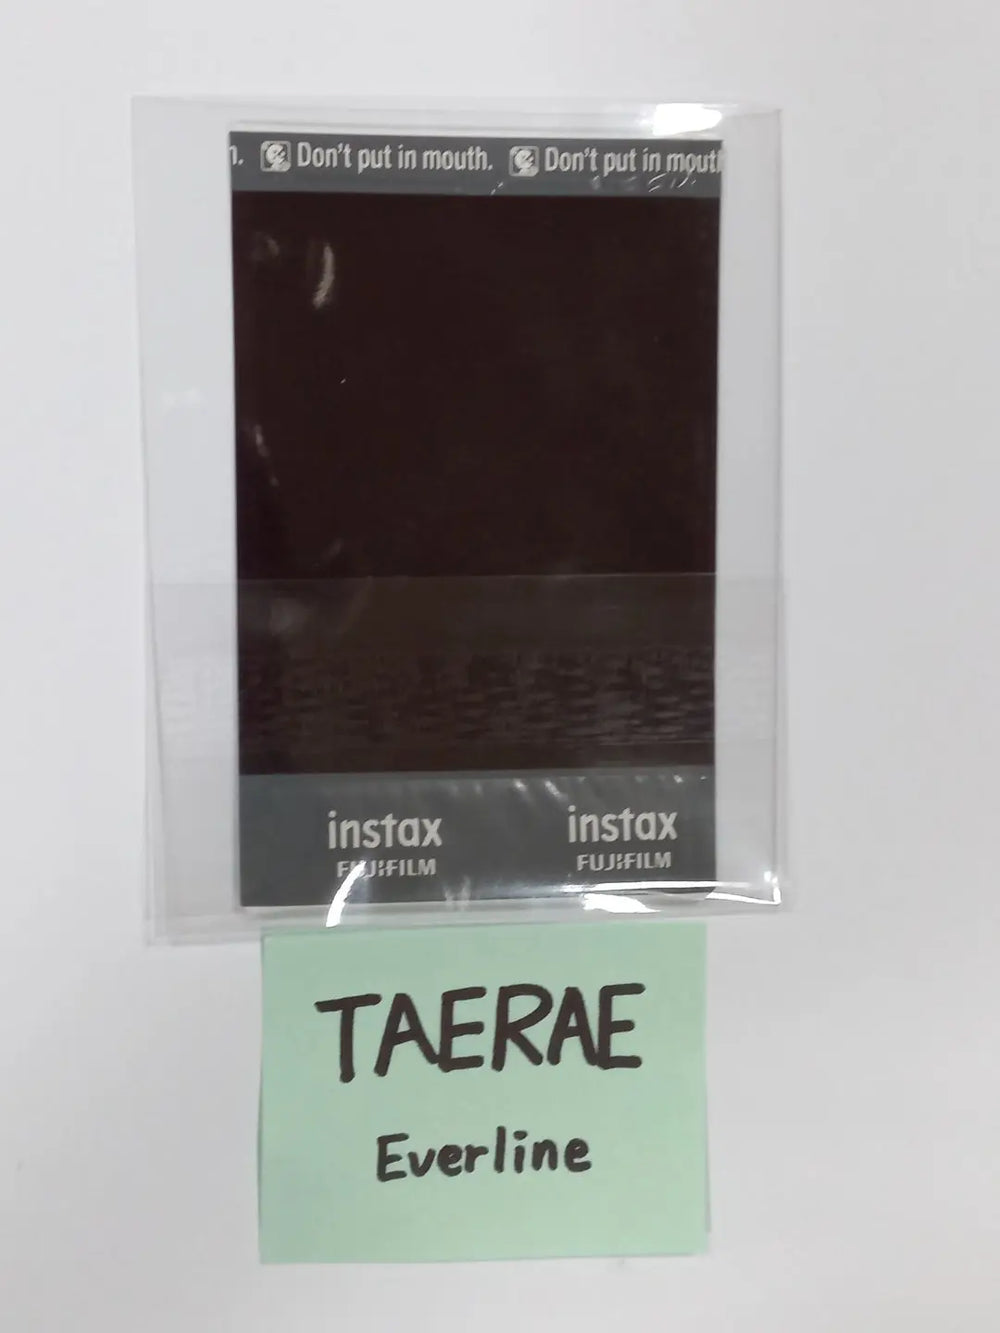 n. Don't put in mouth. Don't put in mouth
instax instax
FUJIFILM FUJIFILM
TAERAE
Everline